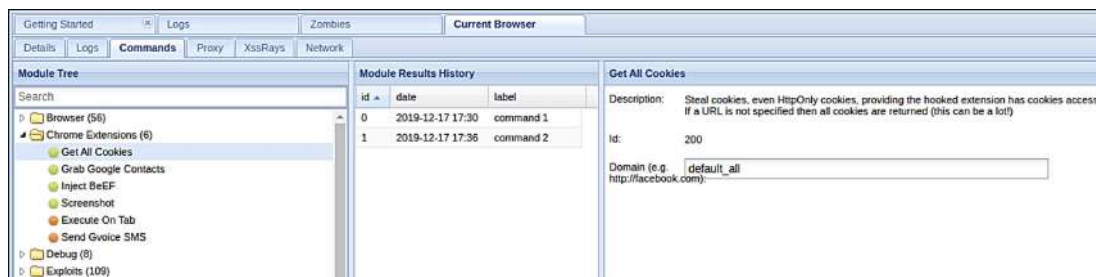 Getting Started
Logs
Zombies
Current Browser
Details
Logs
Commands
Proxy
XssRays
Network
Module Tree
Search
Browser (56)
Chrome Extensions (6)
Get All Cookies
Grab Google Contacts
Inject BeEF
Screenshot
Execute On Tab
Send Gvoice SMS
Debug (8)
Exploits (109)
Module Results History
id date label
0 2019-12-17 17:30 command 1
1 2019-12-17 17:36 command 2
Get All Cookies
Description: Steal cookies, even HttpOnly cookies, providing the hooked extension has cookies access
If a URL is not specified then all cookies are returned (this can be a lot!)
Id: 200
Domain (e.g. default_all
http://facebook.com):